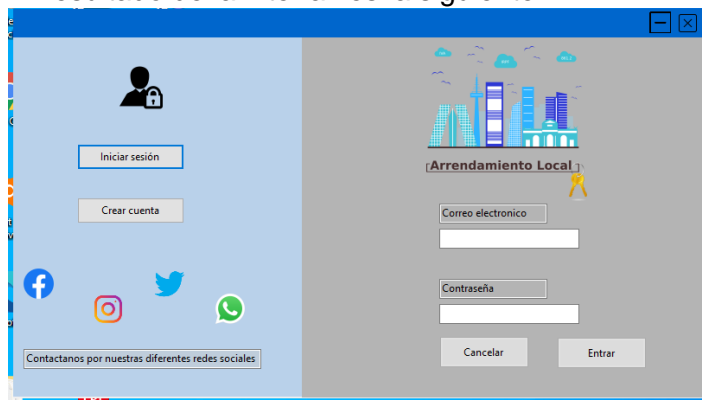 Iniciar sesión
Crear cuenta
Contactanos por nuestras diferentes redes sociales
Arrendamiento Local
Correo electronico
Contraseña
Cancelar
Entrar